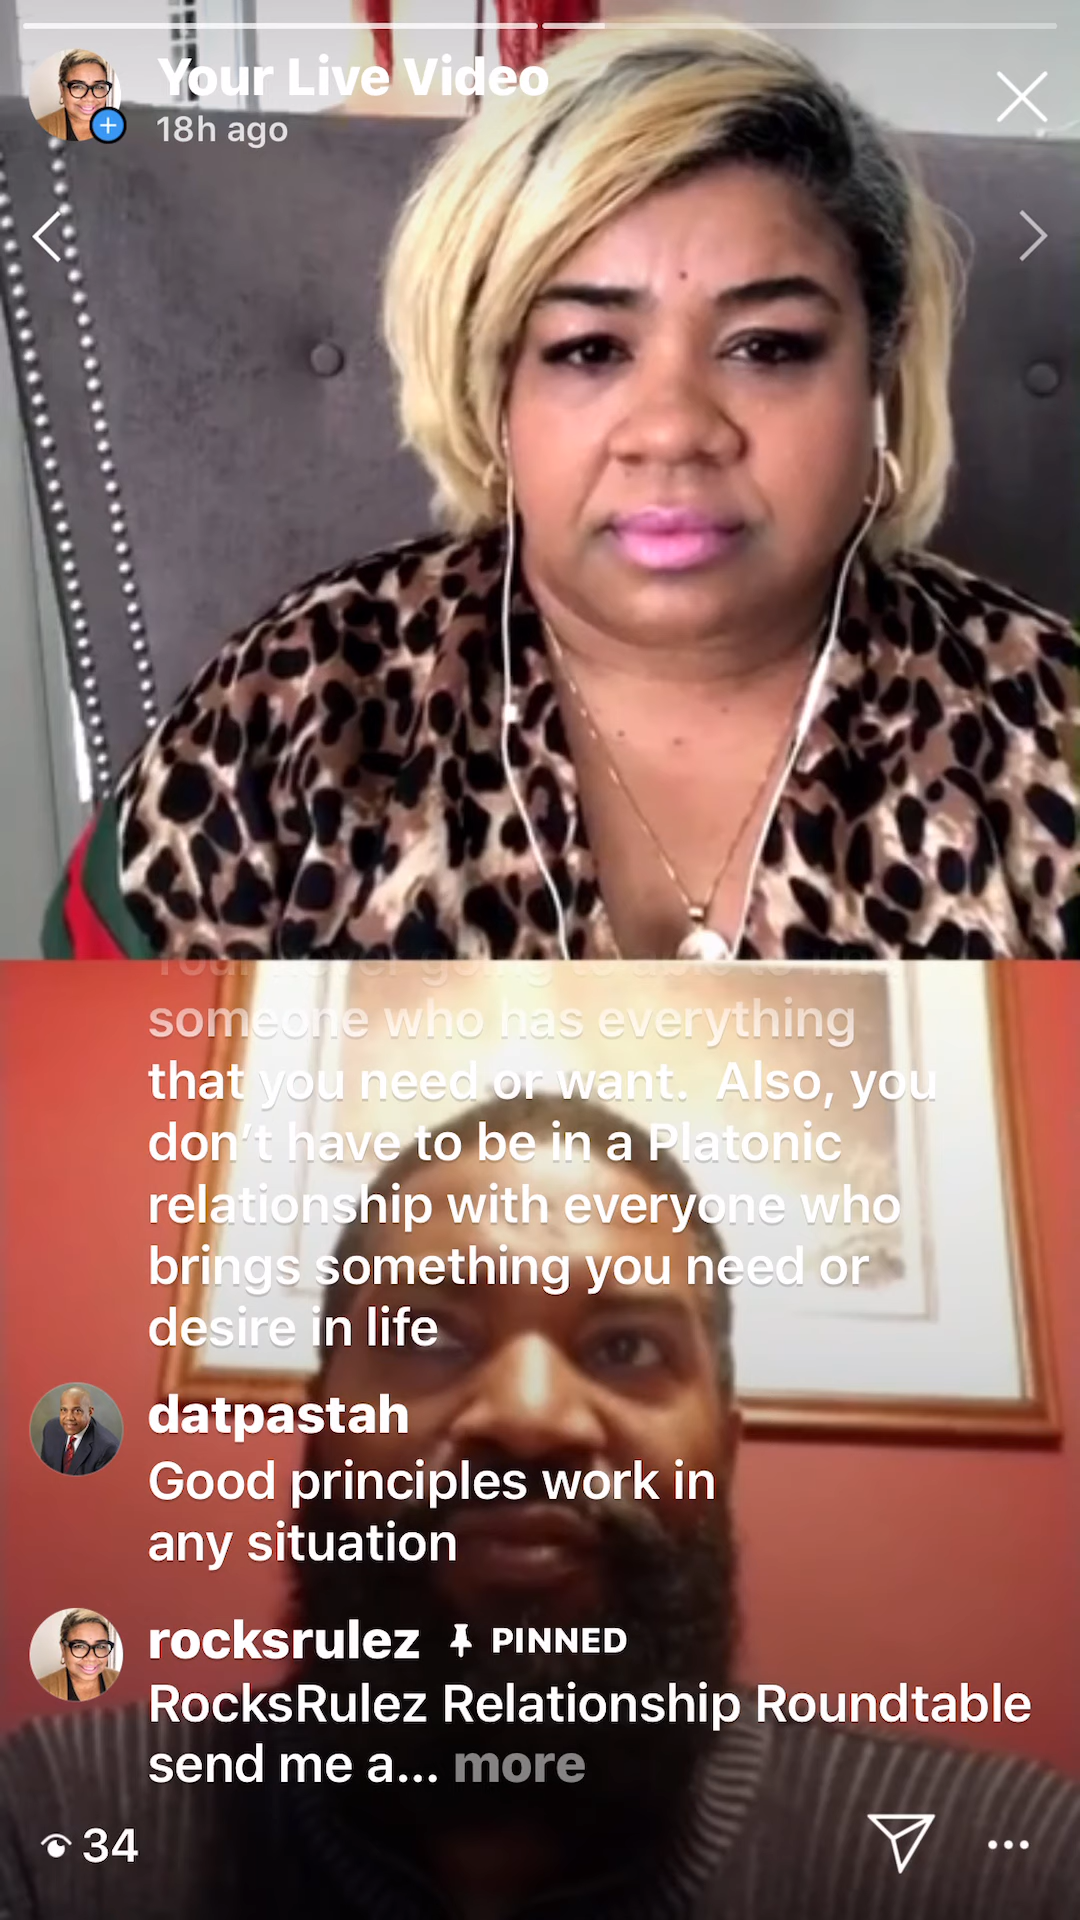 Your Live Video
18h ago
someone who has everything
that you need or want. Also, you
don't have to be in a Platonic
relationship with everyone who
brings something you need or
desire in life
datpastah
Good principles work in
any situation
rocksrulez PINNED
RocksRulez Relationship Roundtable
send me a... more
34